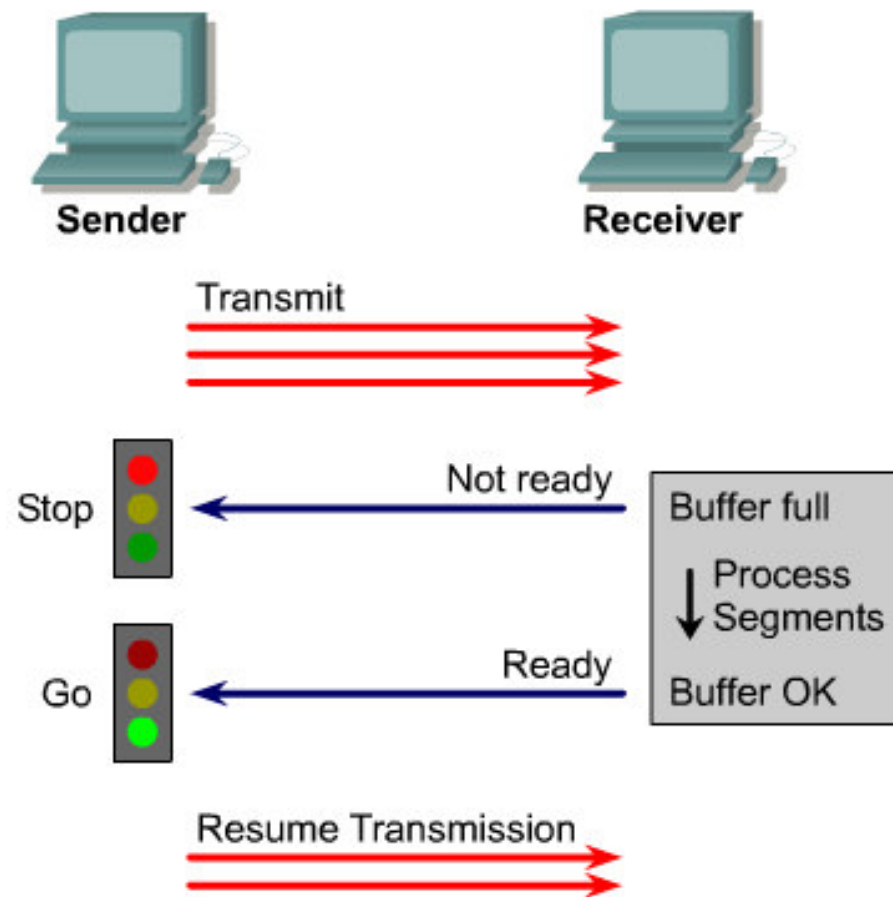 Sender
Receiver
Transmit
Not ready
Stop
Buffer full
Process
Segments
Ready
Go
Buffer OK
Resume Transmission